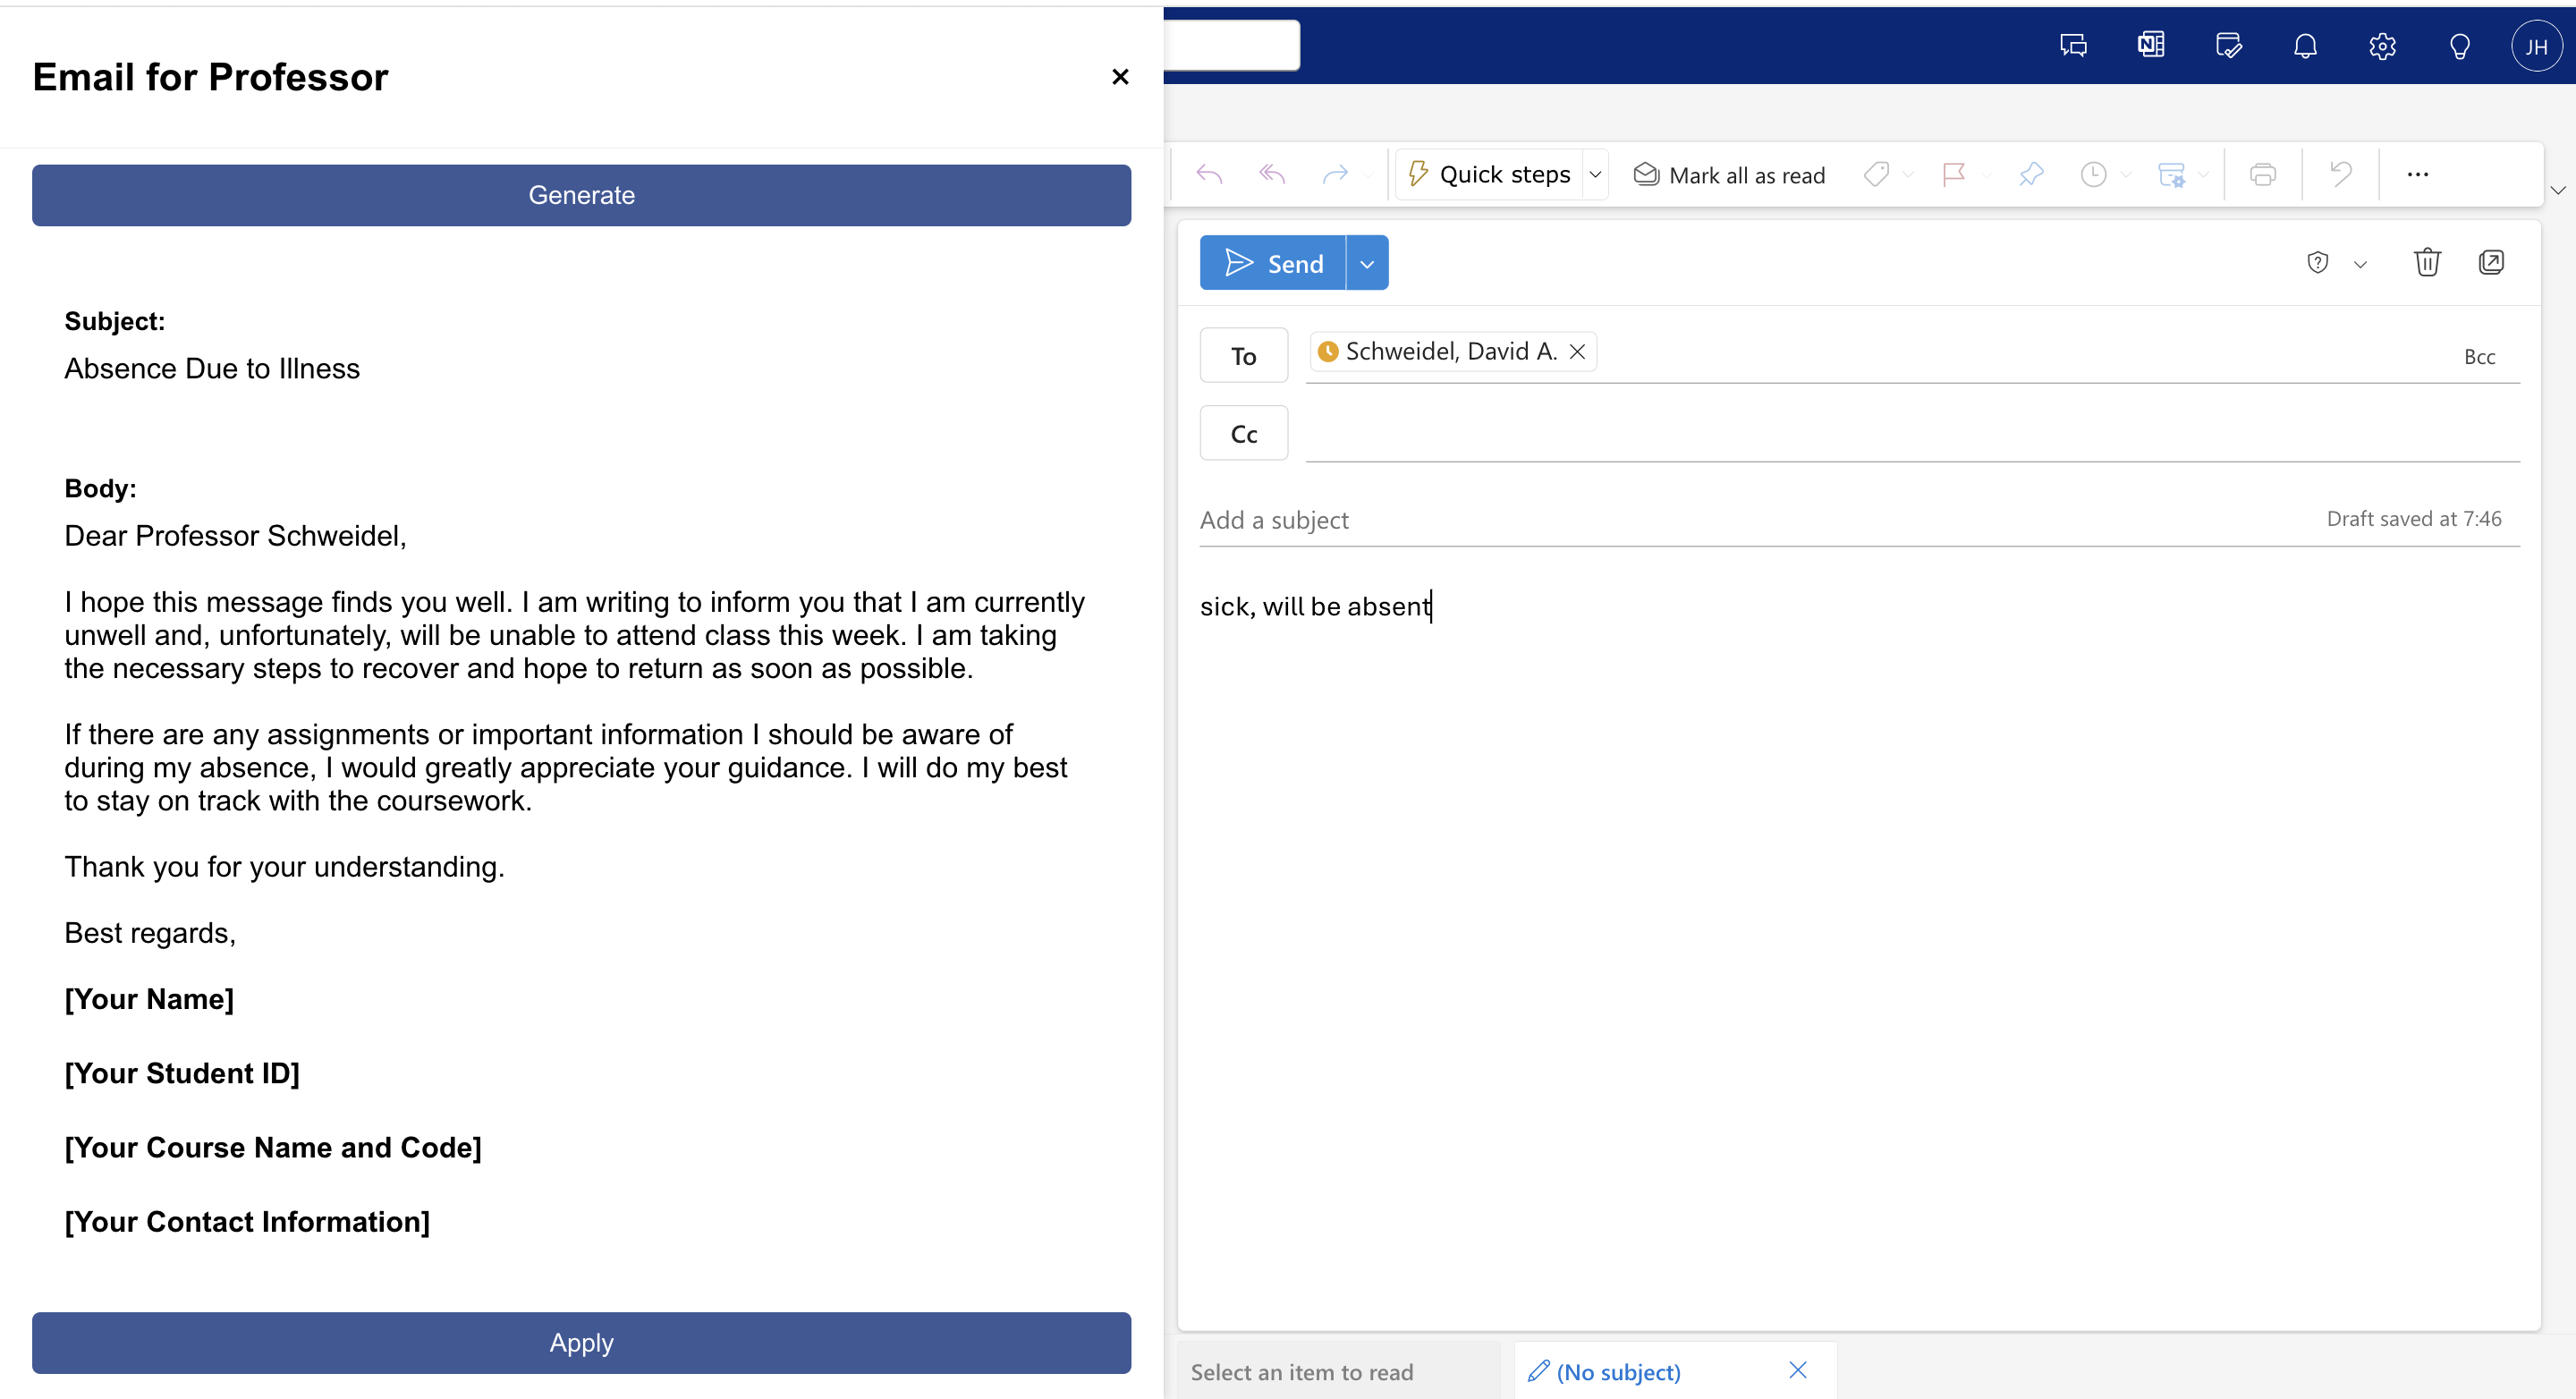 Email for Professor
×
Generate
Subject:
Absence Due to Illness
Body:
Dear Professor Schweidel,
I hope this message finds you well. I am writing to inform you that I am currently
unwell and, unfortunately, will be unable to attend class this week. I am taking
the necessary steps to recover and hope to return as soon as possible.
If there are any assignments or important information I should be aware of
during my absence, I would greatly appreciate your guidance. I will do my best
to stay on track with the coursework.
Thank you for your understanding.
Best regards,
[Your Name]
[Your Student ID]
[Your Course Name and Code]
[Your Contact Information]
Apply
JH
Quick steps
Mark all as read
Send
To
Schweidel, David A.
Bcc
Cc
Add a subject
Draft saved at 7:46
sick, will be absent
Select an item to read
(No subject)